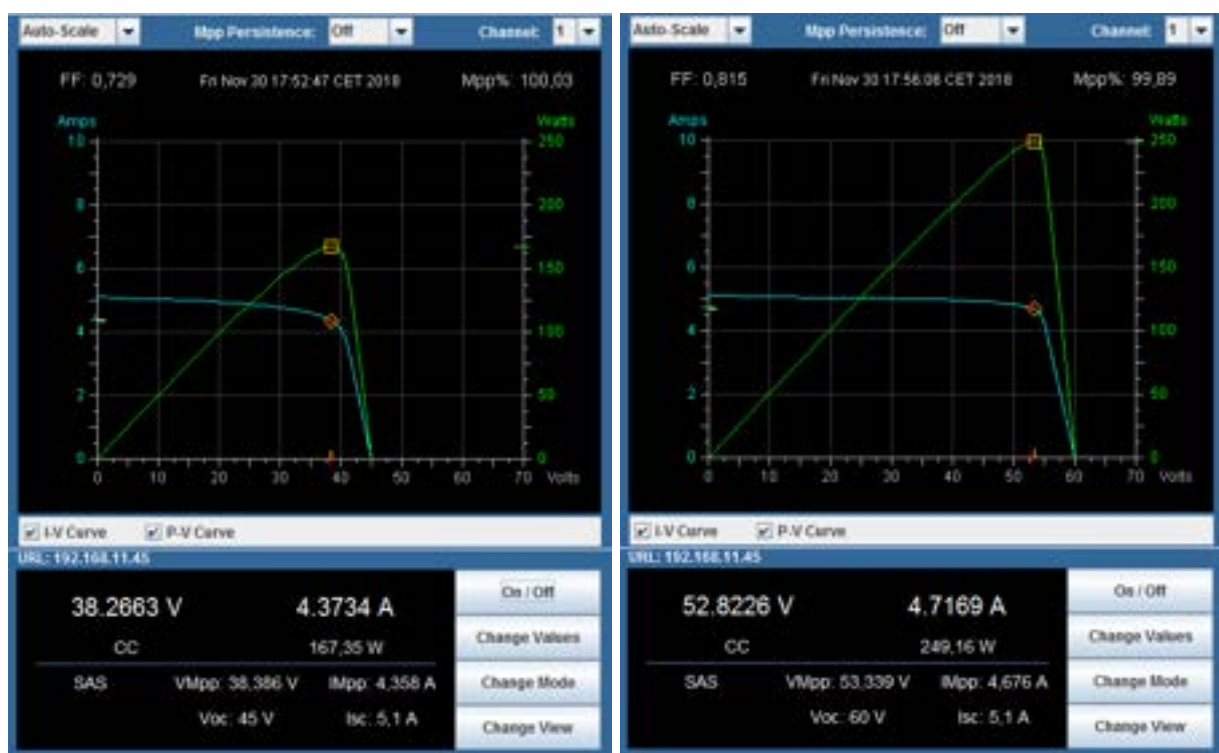 Auto-Scale Mpp Persistence: Off Channel: 1
FF: 0,729 Fri Nov 30 17:52:47 CET 2018 Mpp%: 100,03
Amps Watts
10 250
8 200
6 150
4 100
2 50
0 0
0 10 20 30 40 50 60 70 Volts
I-V Curve P-V Curve
URL: 192.168.11.45
38.2663 V 4.3734 A On / Off
CC 167,35 W Change Values
SAS VMpp: 38,386 V IMpp: 4,358 A Change Mode
Voc: 45 V Isc: 5,1 A Change View
Auto-Scale Mpp Persistence: Off Channel: 1
FF: 0,815 Fri Nov 30 17:56:06 CET 2018 Mpp%: 99,89
Amps Watts
10 250
8 200
6 150
4 100
2 50
0 0
0 10 20 30 40 50 60 70 Volts
I-V Curve P-V Curve
URL: 192.168.11.45
52.8226 V 4.7169 A On / Off
CC 249,16 W Change Values
SAS VMpp: 53,339 V IMpp: 4,676 A Change Mode
Voc: 60 V Isc: 5,1 A Change View